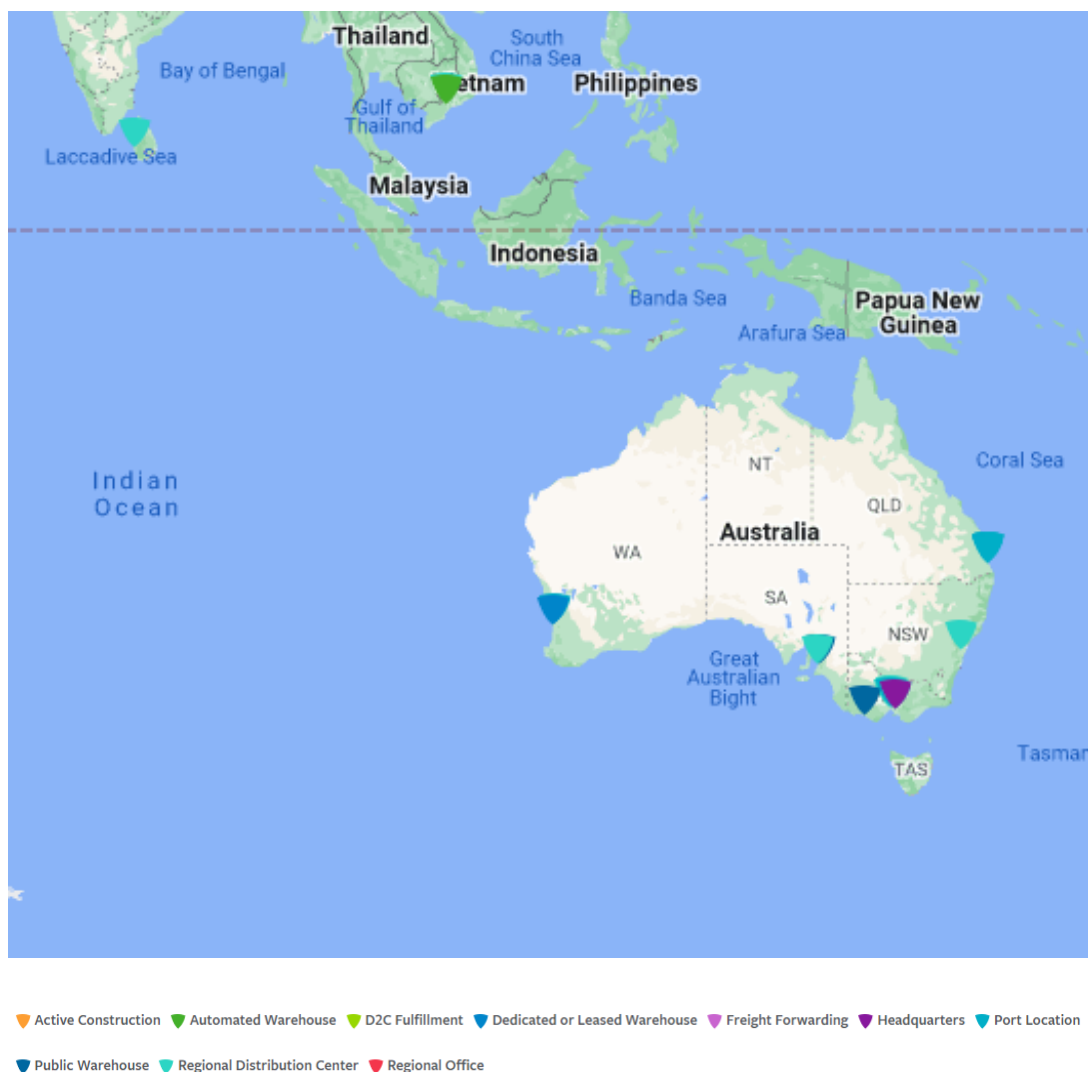 Thailand
South
China Sea
Bay of Bengal
etnam
Philippines
Gulf of
Thailand
Laccadive Sea
Malaysia
Indonesia
Banda Sea
Papua New
Guinea
Arafura Sea
Coral Sea
NT
Indian
Ocean
QLD
Australia
WA
SA
NSW
Great
Australian
Bight
Tasman
TAS
Active Construction Automated Warehouse D2C Fulfillment Dedicated or Leased Warehouse Freight Forwarding Headquarters Port Location
Public Warehouse Regional Distribution Center Regional Office